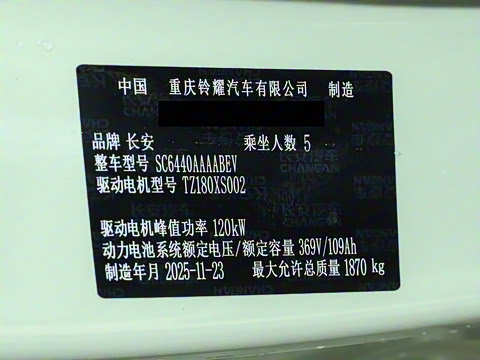 中国 重庆铃耀汽车有限公司 制造
品牌 长安 乘坐人数 5
整车型号 SC6440AAAABEV
驱动电机型号 TZ180XS002
驱动电机峰值功率 120kW
动力电池系统额定电压/额定容量 369V/109Ah
制造年月 2025-11-23 最大允许总质量 1870 kg